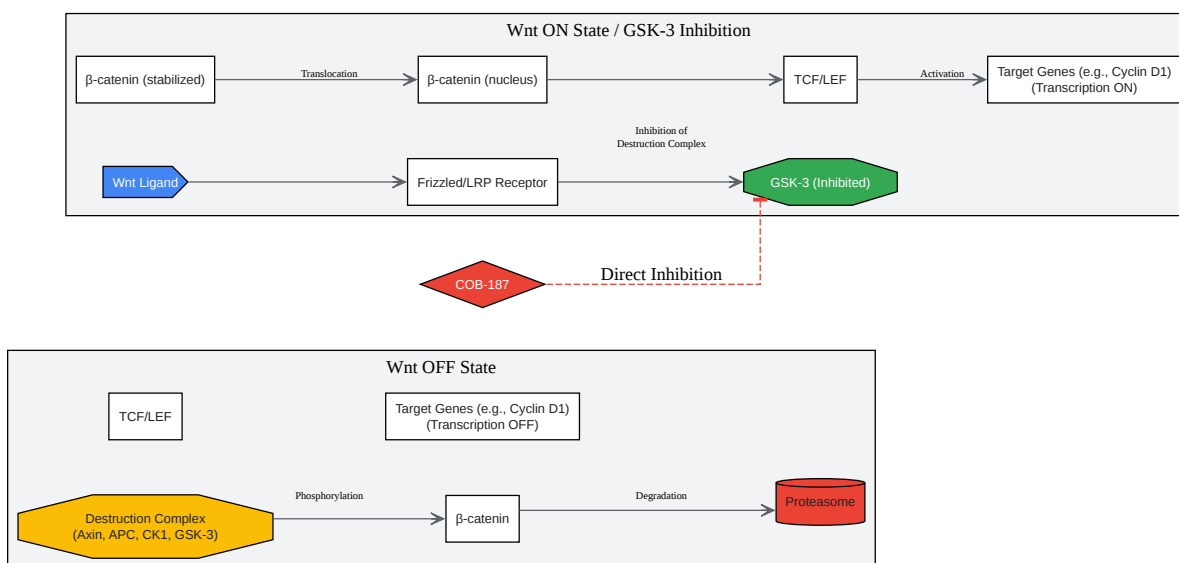 Wnt ON State / GSK-3 Inhibition
β-catenin (stabilized)
Translocation
β-catenin (nucleus)
TCF/LEF
Activation
Target Genes (e.g., Cyclin D1)
(Transcription ON)
Wnt Ligand
Frizzled/LRP Receptor
Inhibition of
Destruction Complex
GSK-3 (Inhibited)
COB-187
Direct Inhibition
Wnt OFF State
TCF/LEF
Target Genes (e.g., Cyclin D1)
(Transcription OFF)
Destruction Complex
(Axin, APC, CK1, GSK-3)
Phosphorylation
β-catenin
Degradation
Proteasome